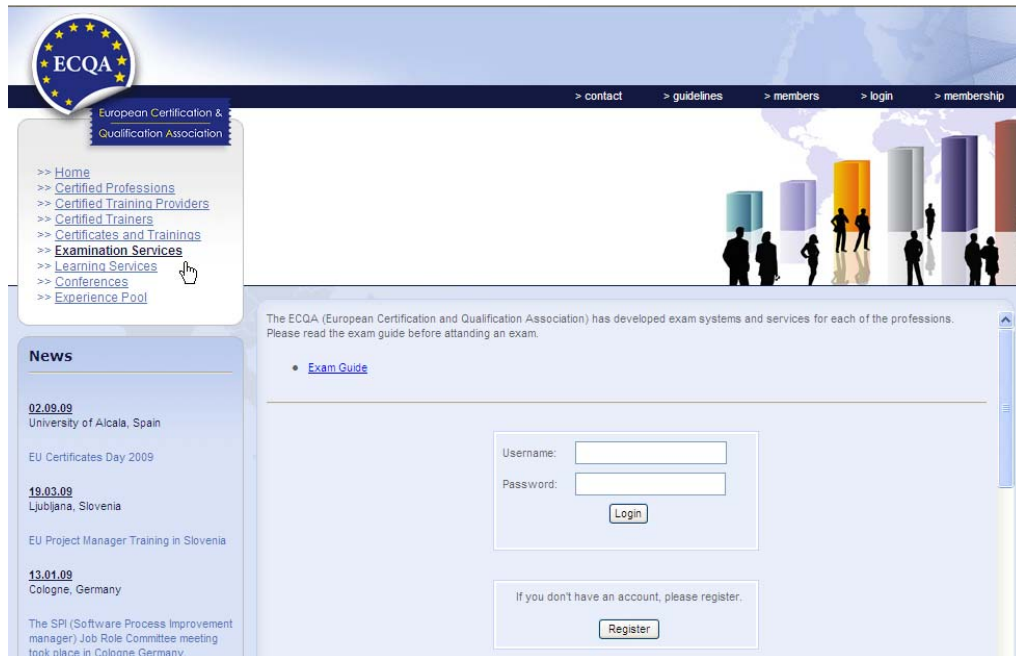 ECQA
European Certification &
Qualification Association
> contact > guidelines > members > login > membership
>> Home
>> Certified Professions
>> Certified Training Providers
>> Certified Trainers
>> Certificates and Trainings
>> Examination Services
>> Learning Services
>> Conferences
>> Experience Pool
The ECQA (European Certification and Qualification Association) has developed exam systems and services for each of the professions.
Please read the exam guide before attanding an exam.
Exam Guide
Username:
Password:
Login
If you don't have an account, please register.
Register
News
02.09.09
University of Alcala, Spain
EU Certificates Day 2009
19.03.09
Ljubljana, Slovenia
EU Project Manager Training in Slovenia
13.01.09
Cologne, Germany
The SPI (Software Process Improvement
manager) Job Role Committee meeting
took place in Cologne Germany.